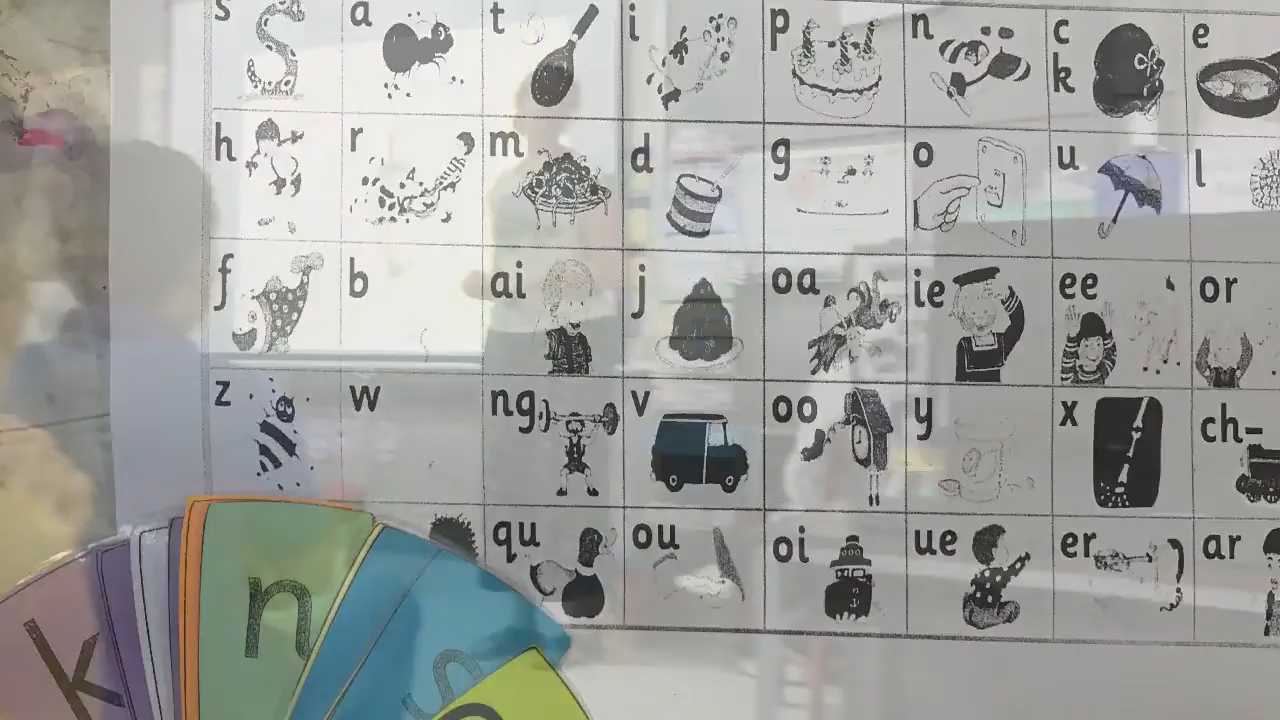 s a t i p n c k e
h r m d g o u l
f b ai j oa ie ee or
z w ng v oo y x ch-
qu ou oi ue er ar
k n s